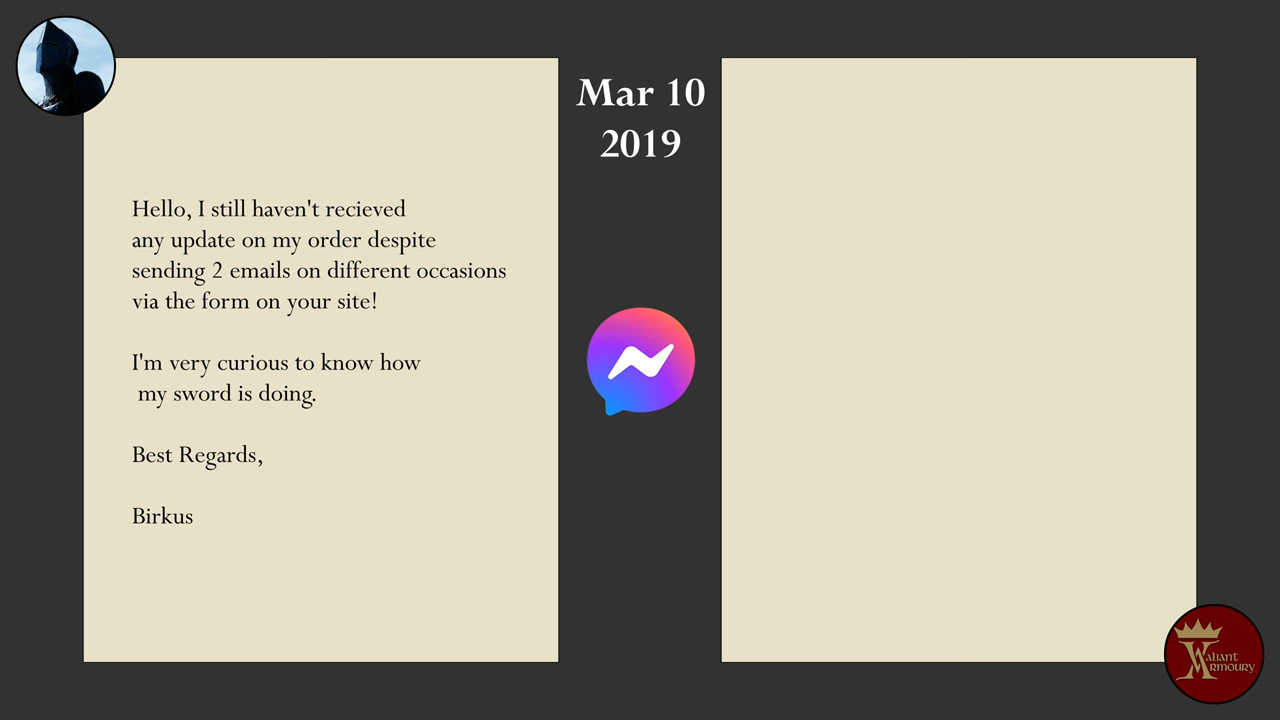 Mar 10
2019
Hello, I still haven't recieved
any update on my order despite
sending 2 emails on different occasions
via the form on your site!
I'm very curious to know how
my sword is doing.
Best Regards,
Birkus
Valiant
Armoury